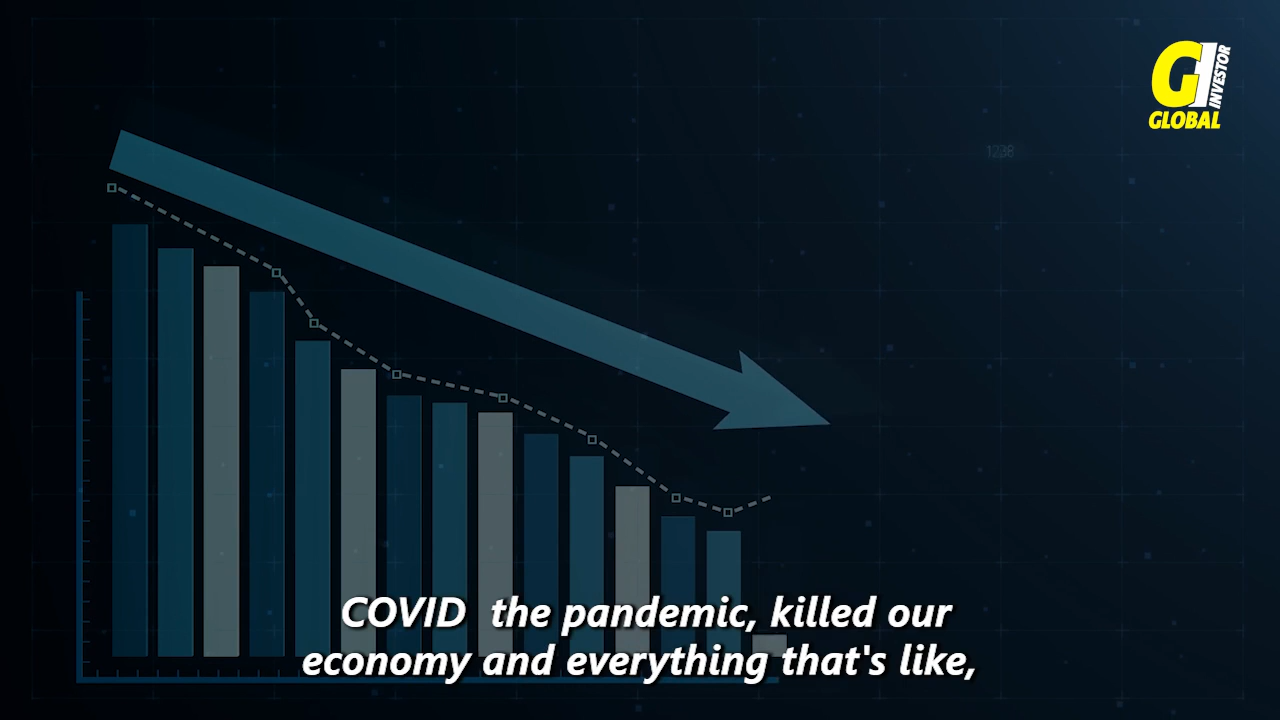 GI
INVESTOR
GLOBAL
1238
COVID  the pandemic, killed our
economy and everything that's like,